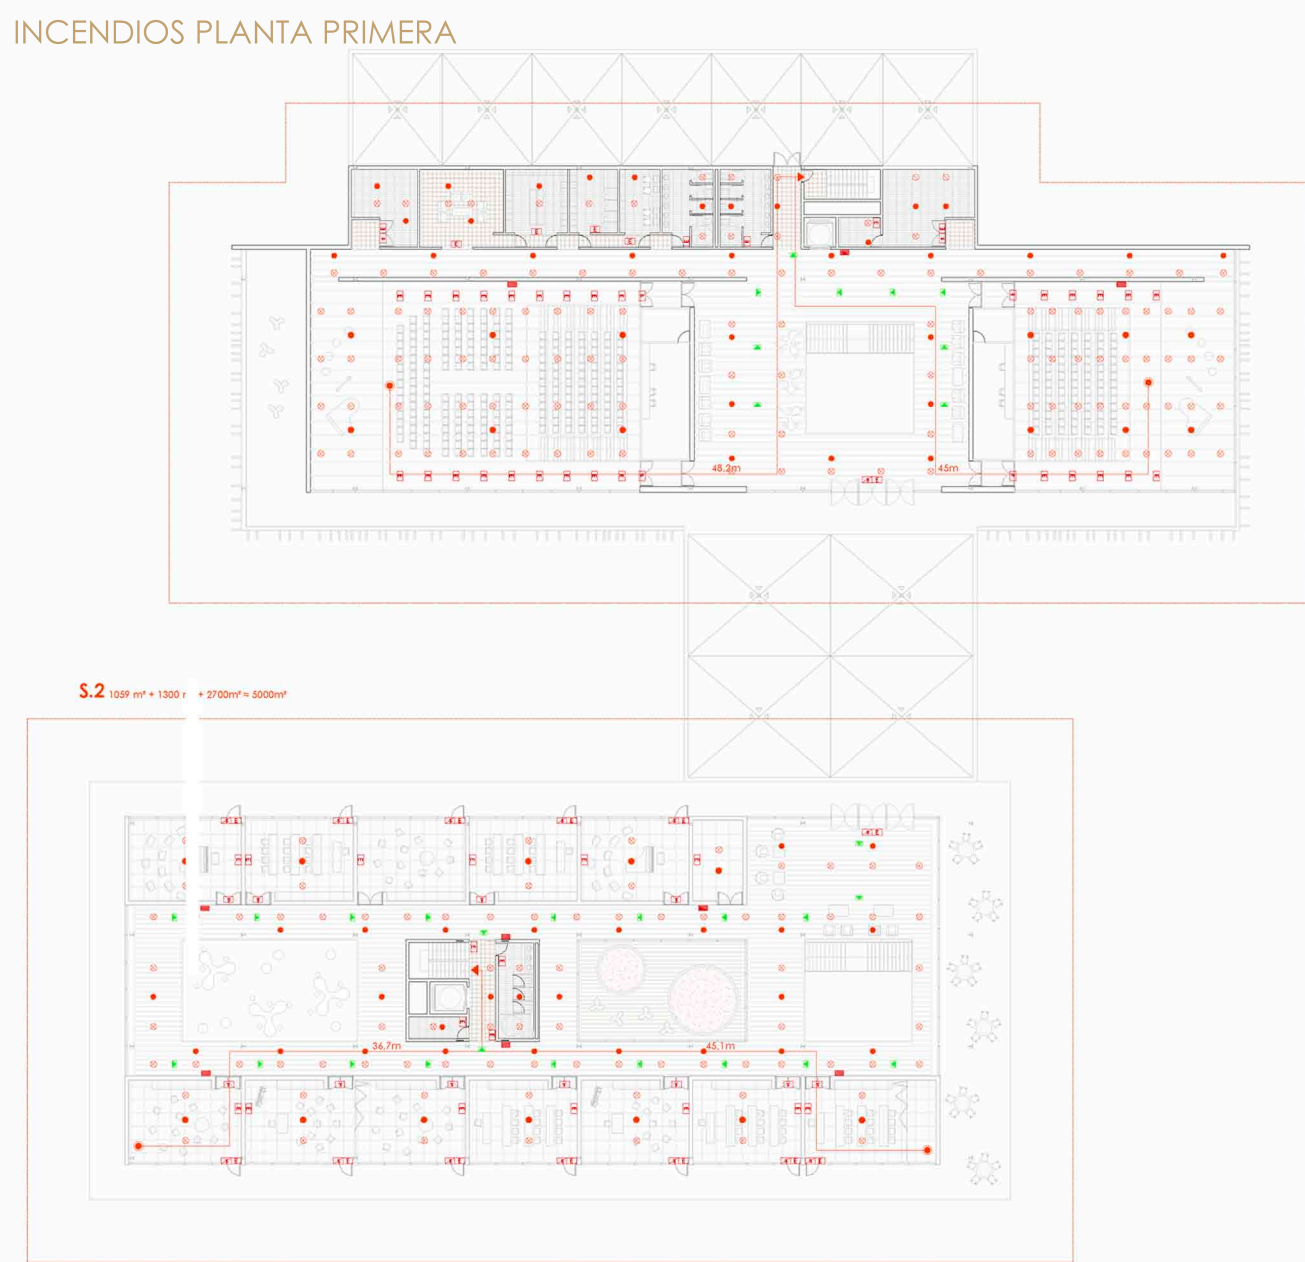 INCENDIOS PLANTA PRIMERA
48,2m
45m
S.2 1059 m² + 1300 + 2700m² ≈ 5000m²
36,7m
45,1m